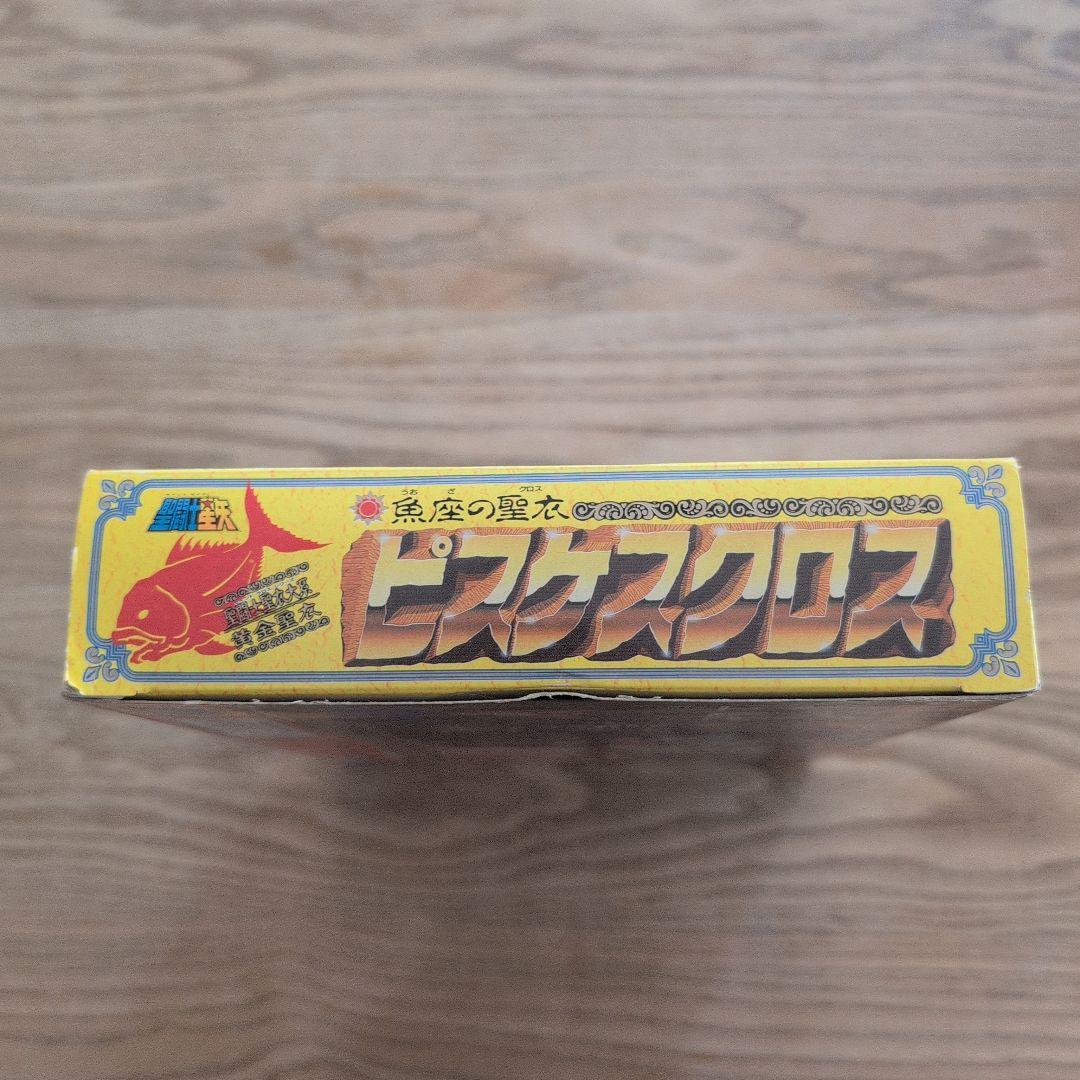 聖闘士星矢
聖闘士聖衣大系
黄金聖衣
うお ざ クロス
魚座の聖衣
ピスケスクロス